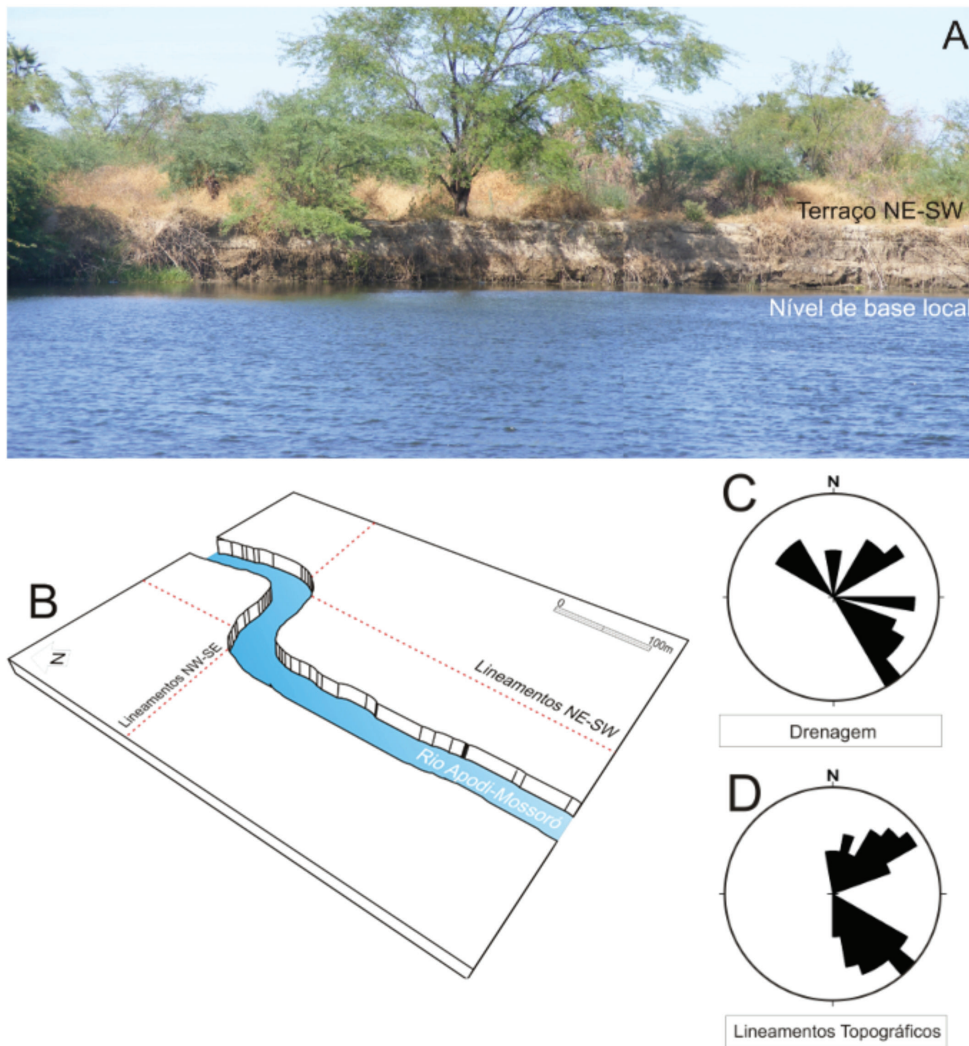 A
Terraço NE-SW
Nível de base local
B
N
Lineamentos NW-SE
0
100m
Lineamentos NE-SW
Rio Apodi-Mossoró
C
N
Drenagem
D
N
Lineamentos Topográficos